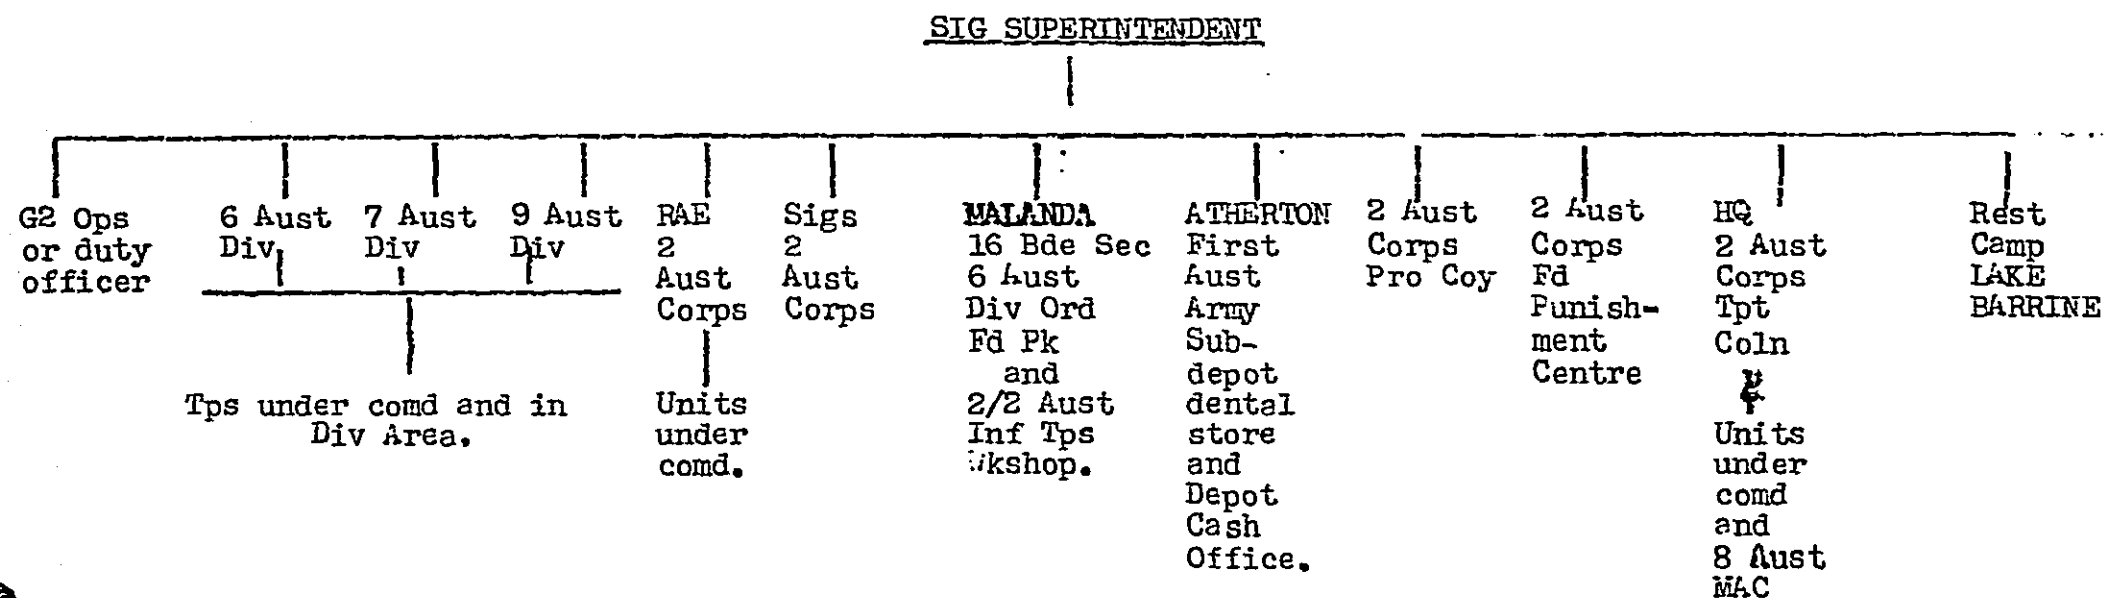 SIG SUPERINTENDENT
G2 Ops
or duty
officer
6 Aust
Div
7 Aust
Div
9 Aust
Div
Tps under comd and in
Div Area.
RAE
2
Aust
Corps
Units
under
comd.
Sigs
2
Aust
Corps
MALANDA
16 Bde Sec
6 Aust
Div Ord
Fd Pk
and
2/2 Aust
Inf Tps
Wkshop.
ATHERTON
First
Aust
Army
Sub-
depot
dental
store
and
Depot
Cash
Office.
2 Aust
Corps
Pro Coy
2 Aust
Corps
Fd
Punish-
ment
Centre
HQ
2 Aust
Corps
Tpt
Coln
Units
under
comd
and
8 Aust
MAC
Rest
Camp
LAKE
BARRINE